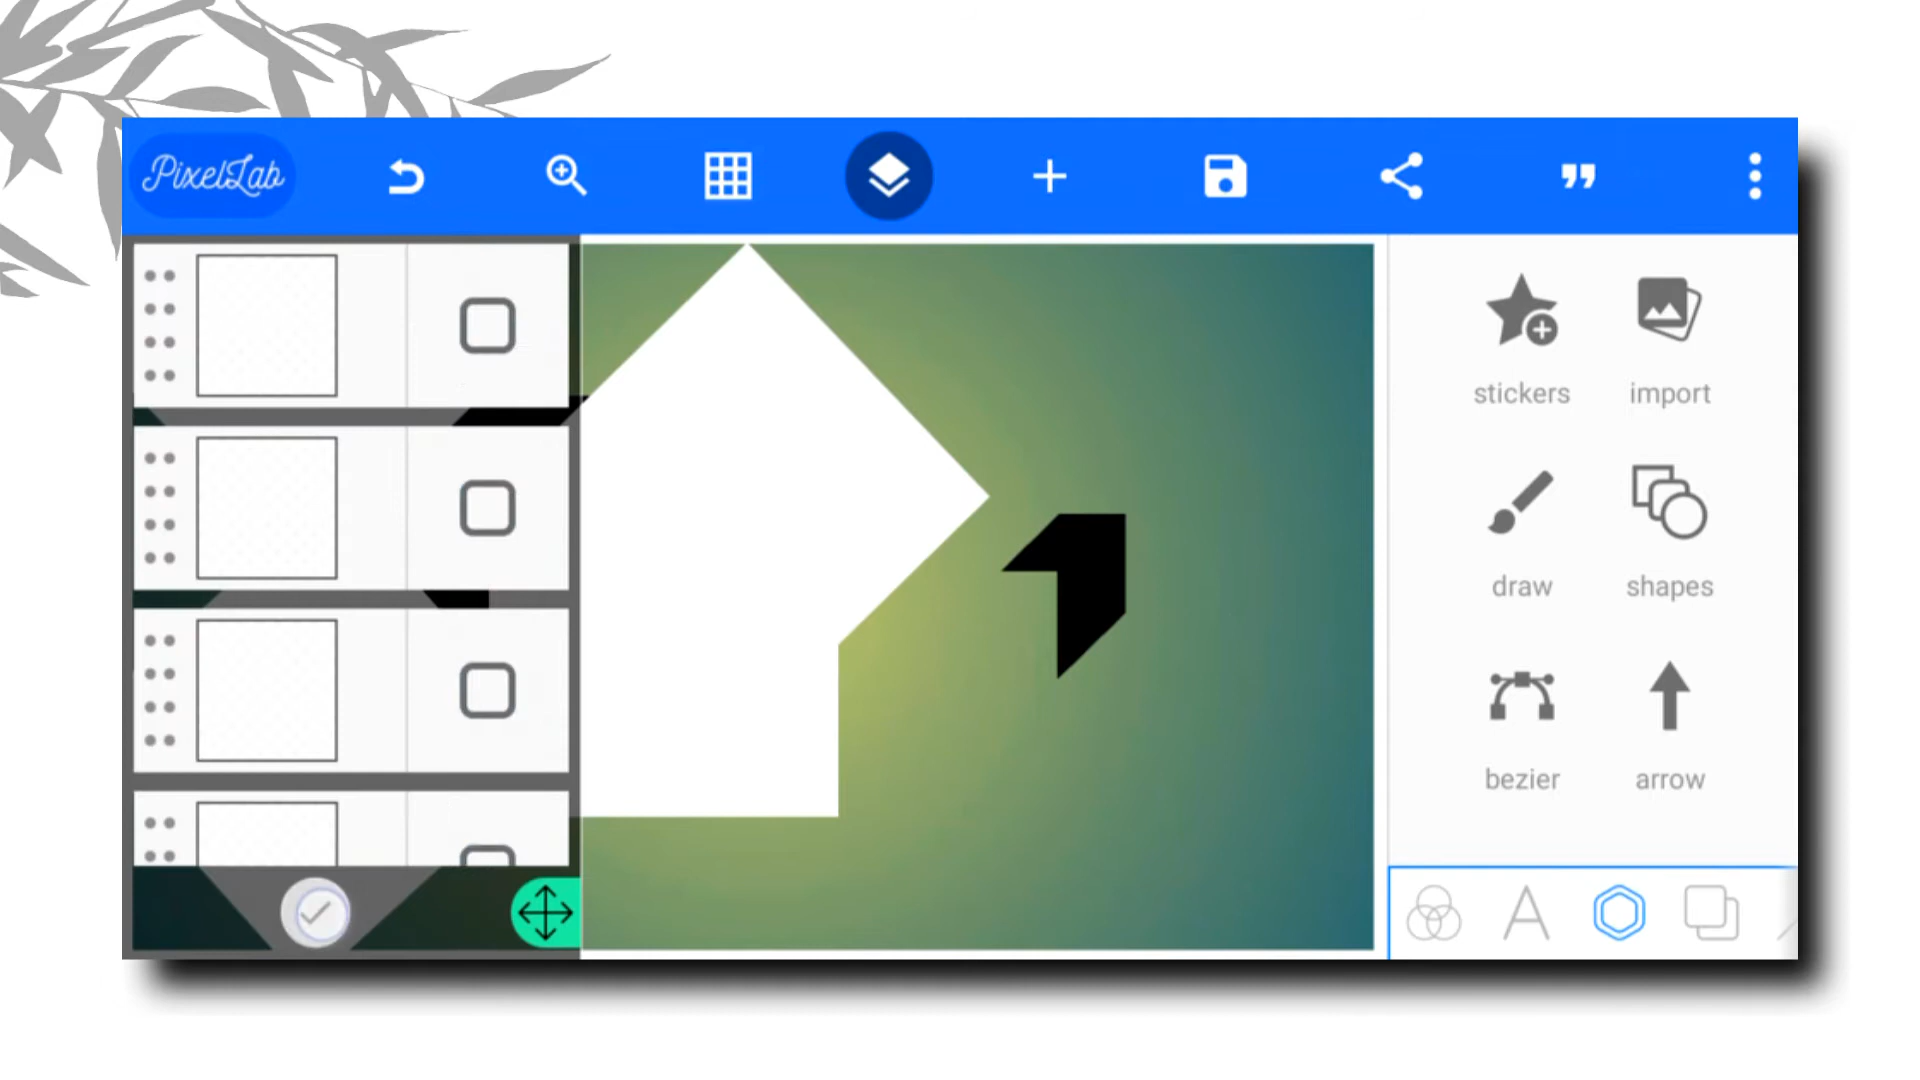 PixelLab
stickers
import
draw
shapes
bezier
arrow